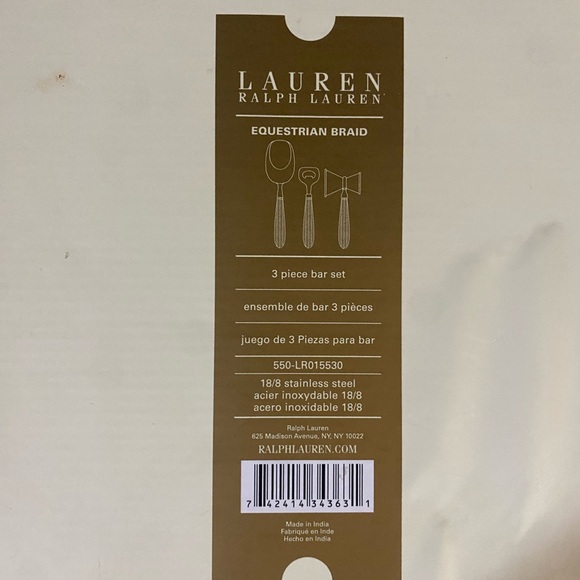 LAUREN
RALPH LAUREN
EQUESTRIAN BRAID
3 piece bar set
ensemble de bar 3 pièces
juego de 3 Piezas para bar
550-LR015530
18/8 stainless steel
acier inoxydable 18/8
acero inoxidable 18/8
Ralph Lauren
625 Madison Avenue, NY, NY 10022
RALPHLAUREN.COM
7 42414 34363 1
Made in India
Fabriqué en Inde
Hecho en India